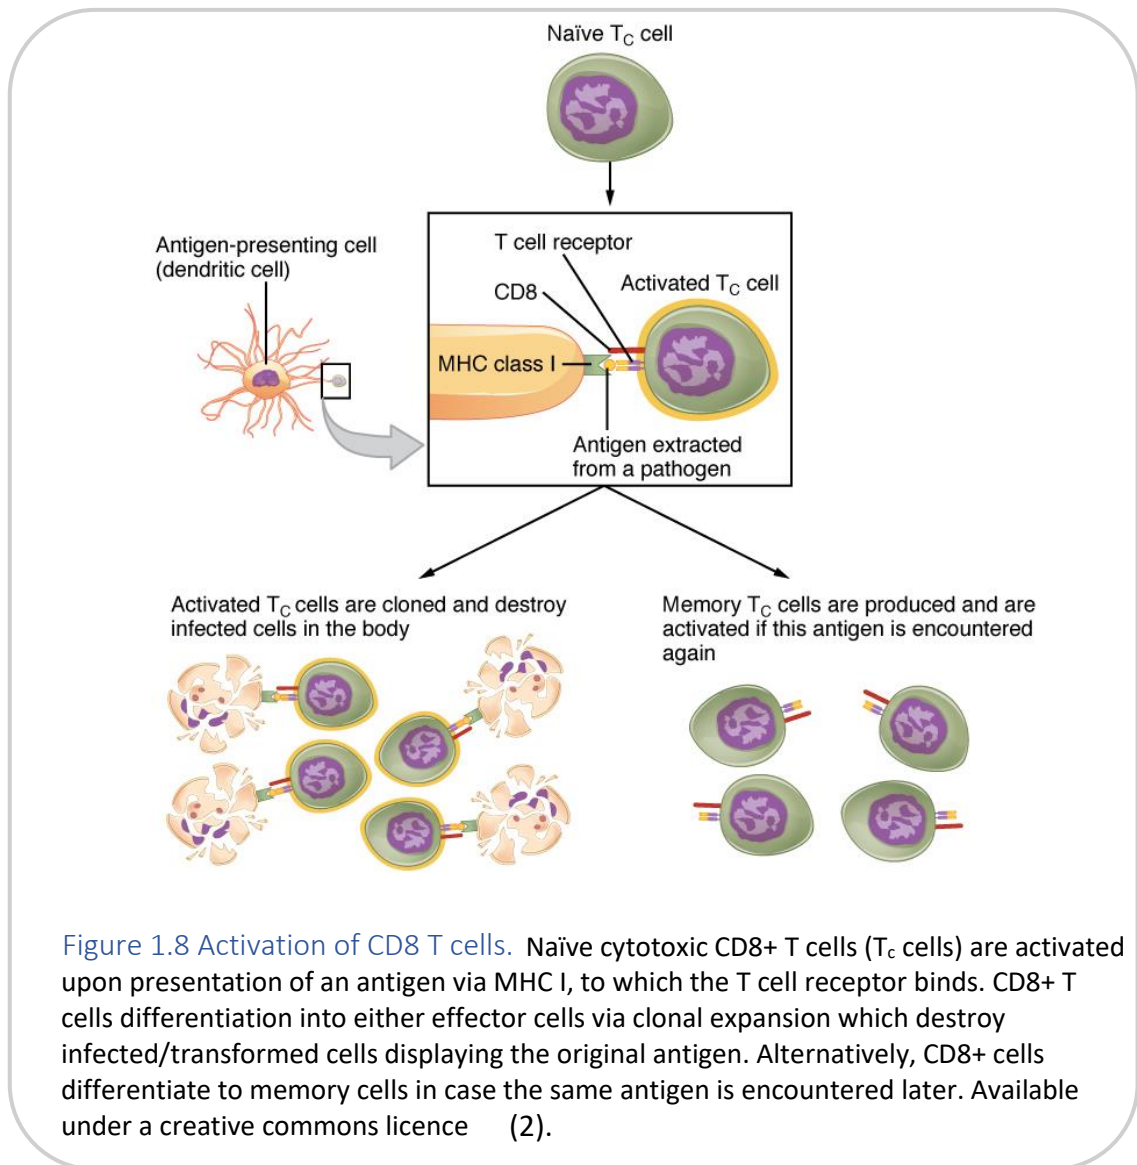 Naïve TC cell
Antigen-presenting cell
(dendritic cell)
T cell receptor
CD8
Activated TC cell
MHC class I
Antigen extracted
from a pathogen
Activated TC cells are cloned and destroy
infected cells in the body
Memory TC cells are produced and are
activated if this antigen is encountered
again
Figure 1.8 Activation of CD8 T cells. Naïve cytotoxic CD8+ T cells (Tc cells) are activated
upon presentation of an antigen via MHC I, to which the T cell receptor binds. CD8+ T
cells differentiation into either effector cells via clonal expansion which destroy
infected/transformed cells displaying the original antigen. Alternatively, CD8+ cells
differentiate to memory cells in case the same antigen is encountered later. Available
under a creative commons licence (2).